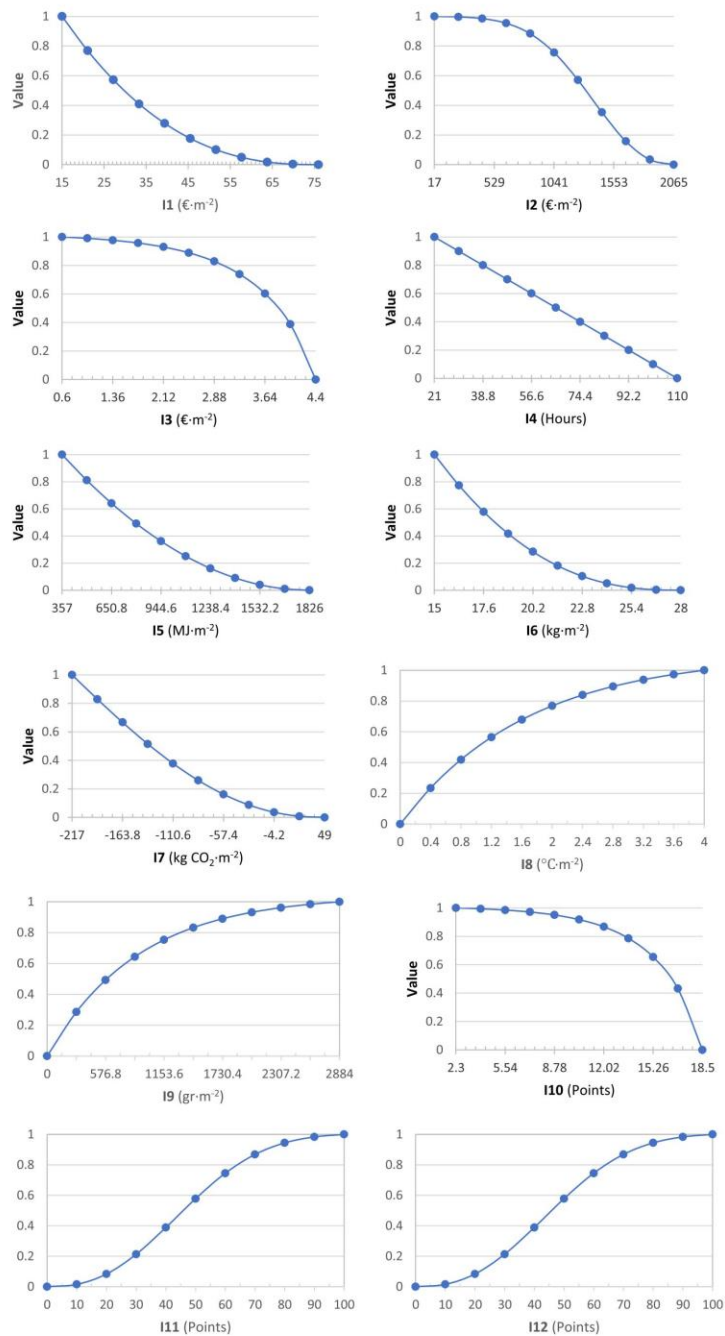 Value
1
0.8
0.6
0.4
0.2
0
15 25 35 45 55 65 75
I1 (€·m-2)
Value
1
0.8
0.6
0.4
0.2
0
17 529 1041 1553 2065
I2 (€·m-2)
Value
1
0.8
0.6
0.4
0.2
0
0.6 1.36 2.12 2.88 3.64 4.4
I3 (€·m-2)
Value
1
0.8
0.6
0.4
0.2
0
21 38.8 56.6 74.4 92.2 110
I4 (Hours)
Value
1
0.8
0.6
0.4
0.2
0
357 650.8 944.6 1238.4 1532.2 1826
I5 (MJ·m-2)
Value
1
0.8
0.6
0.4
0.2
0
15 17.6 20.2 22.8 25.4 28
I6 (kg·m-2)
Value
1
0.8
0.6
0.4
0.2
0
-217 -163.8 -110.6 -57.4 -4.2 49
I7 (kg CO2·m-2)
1
0.8
0.6
0.4
0.2
0
0 0.4 0.8 1.2 1.6 2 2.4 2.8 3.2 3.6 4
I8 (°C·m-2)
1
0.8
0.6
0.4
0.2
0
0 576.8 1153.6 1730.4 2307.2 2884
I9 (gr·m-2)
Value
1
0.8
0.6
0.4
0.2
0
2.3 5.54 8.78 12.02 15.26 18.5
I10 (Points)
1
0.8
0.6
0.4
0.2
0
0 10 20 30 40 50 60 70 80 90 100
I11 (Points)
1
0.8
0.6
0.4
0.2
0
0 10 20 30 40 50 60 70 80 90 100
I12 (Points)